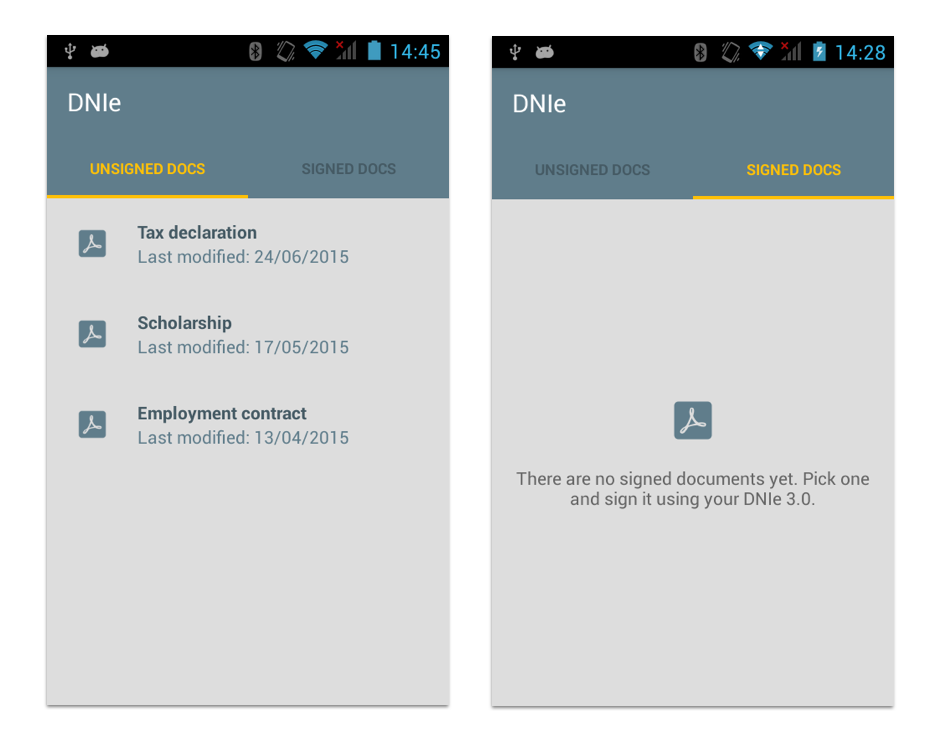 14:45
DNIe
UNSIGNED DOCS
SIGNED DOCS
Tax declaration
Last modified: 24/06/2015
Scholarship
Last modified: 17/05/2015
Employment contract
Last modified: 13/04/2015
14:28
DNIe
UNSIGNED DOCS
SIGNED DOCS
There are no signed documents yet. Pick one
and sign it using your DNIe 3.0.